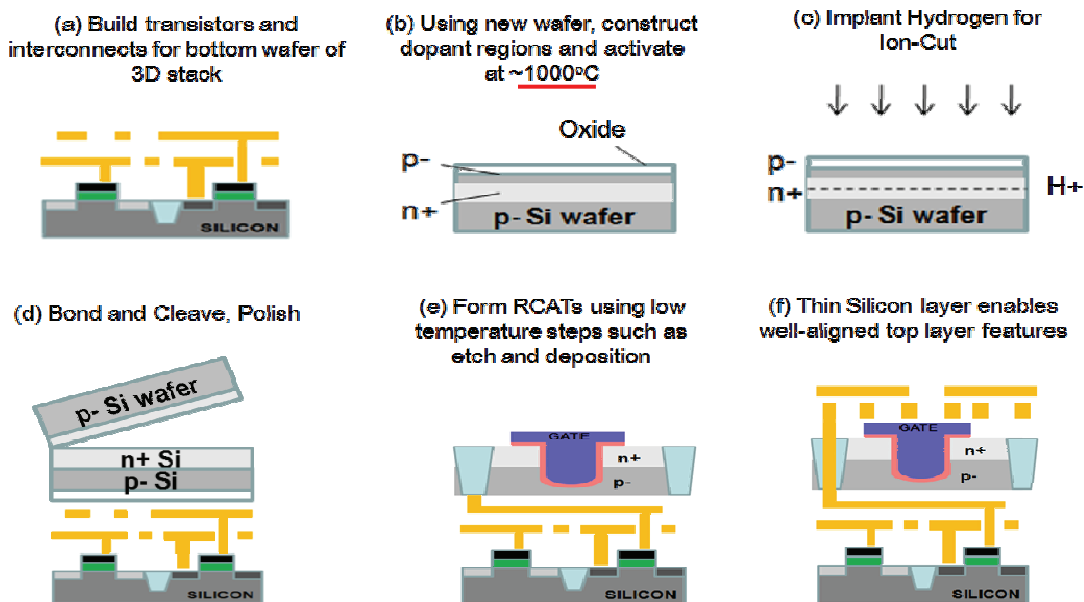 (a) Build transistors and
interconnects for bottom wafer of
3D stack
SILICON
(b) Using new wafer, construct
dopant regions and activate
at ~1000ºC
Oxide
p-
n+
p- Si wafer
(c) Implant Hydrogen for
Ion-Cut
p-
n+
H+
p- Si wafer
(d) Bond and Cleave, Polish
p- Si wafer
n+ Si
p- Si
SILICON
(e) Form RCATs using low
temperature steps such as
etch and deposition
GATE
n+
p-
SILICON
(f) Thin Silicon layer enables
well-aligned top layer features
GATE
n+
p-
SILICON